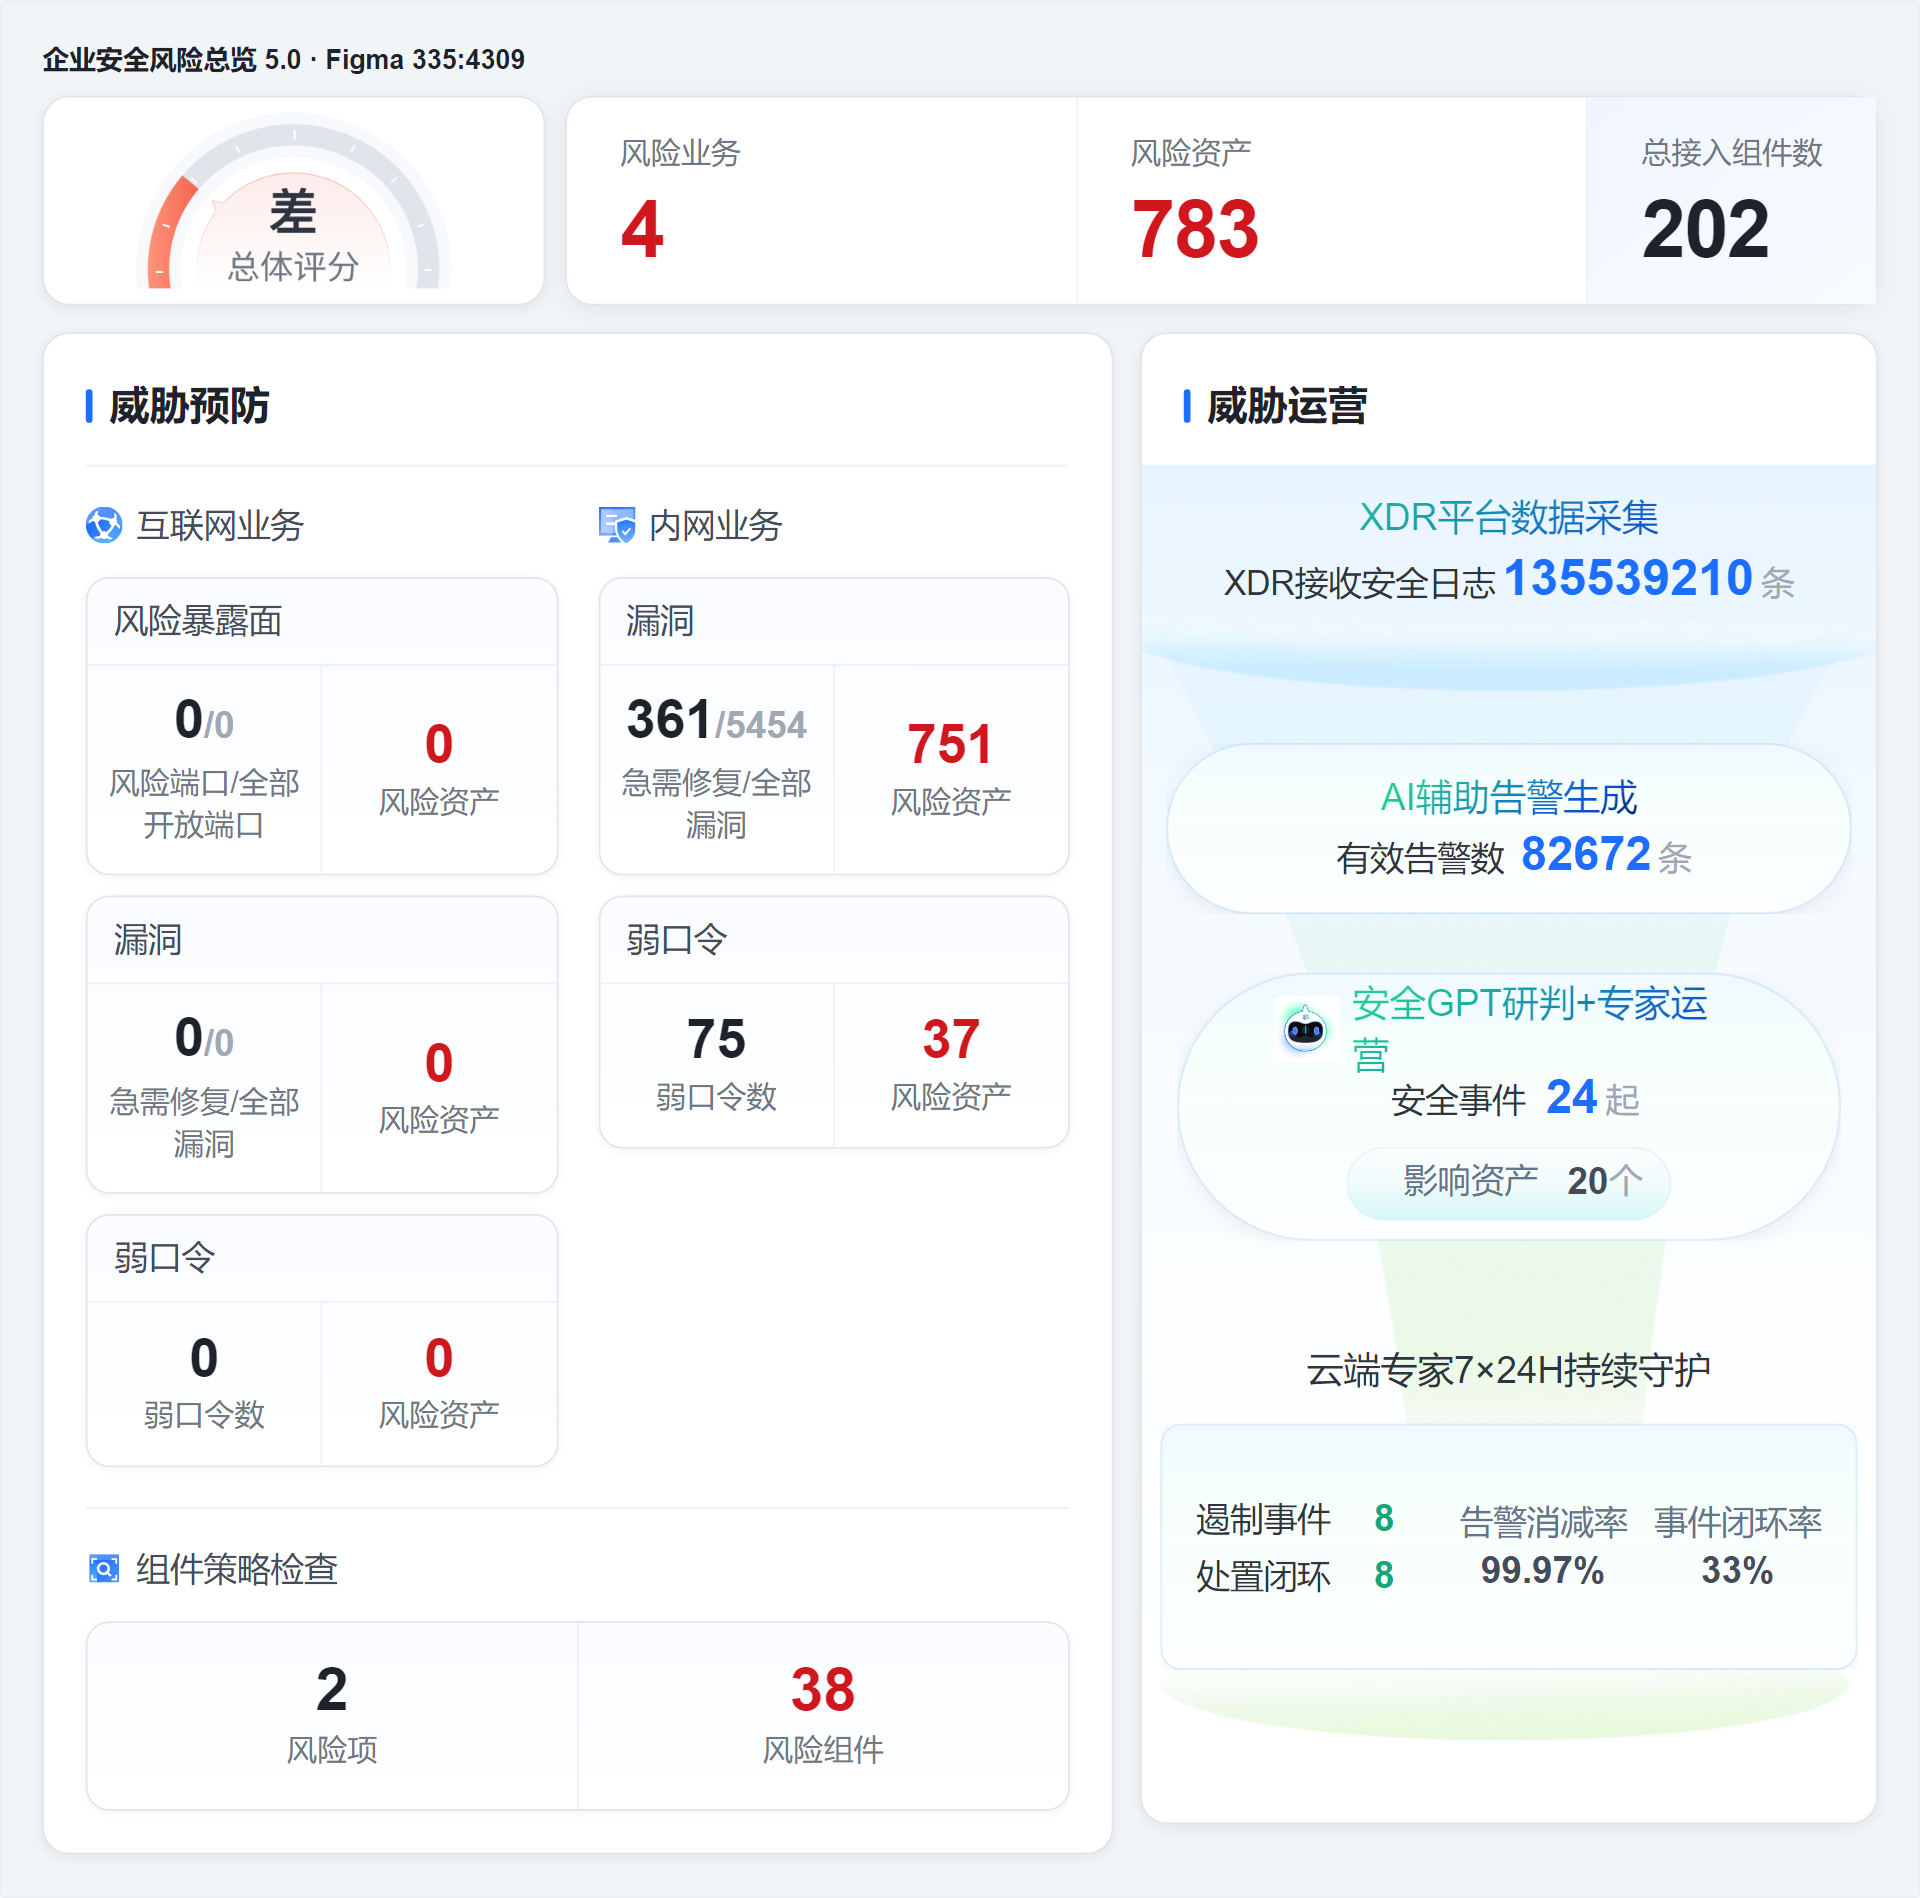 企业安全风险总览 5.0 · Figma 335:4309
差
总体评分
风险业务
4
风险资产
783
总接入组件数
202
威胁预防
互联网业务
风险暴露面
0/0
风险端口/全部
开放端口
0
风险资产
漏洞
0/0
急需修复/全部
漏洞
0
风险资产
弱口令
0
弱口令数
0
风险资产
内网业务
漏洞
361/5454
急需修复/全部
漏洞
751
风险资产
弱口令
75
弱口令数
37
风险资产
组件策略检查
2
风险项
38
风险组件
威胁运营
XDR平台数据采集
XDR接收安全日志 135539210 条
AI辅助告警生成
有效告警数 82672 条
安全GPT研判+专家运
营
安全事件 24 起
影响资产 20个
云端专家7×24H持续守护
遏制事件 8
处置闭环 8
告警消减率
99.97%
事件闭环率
33%